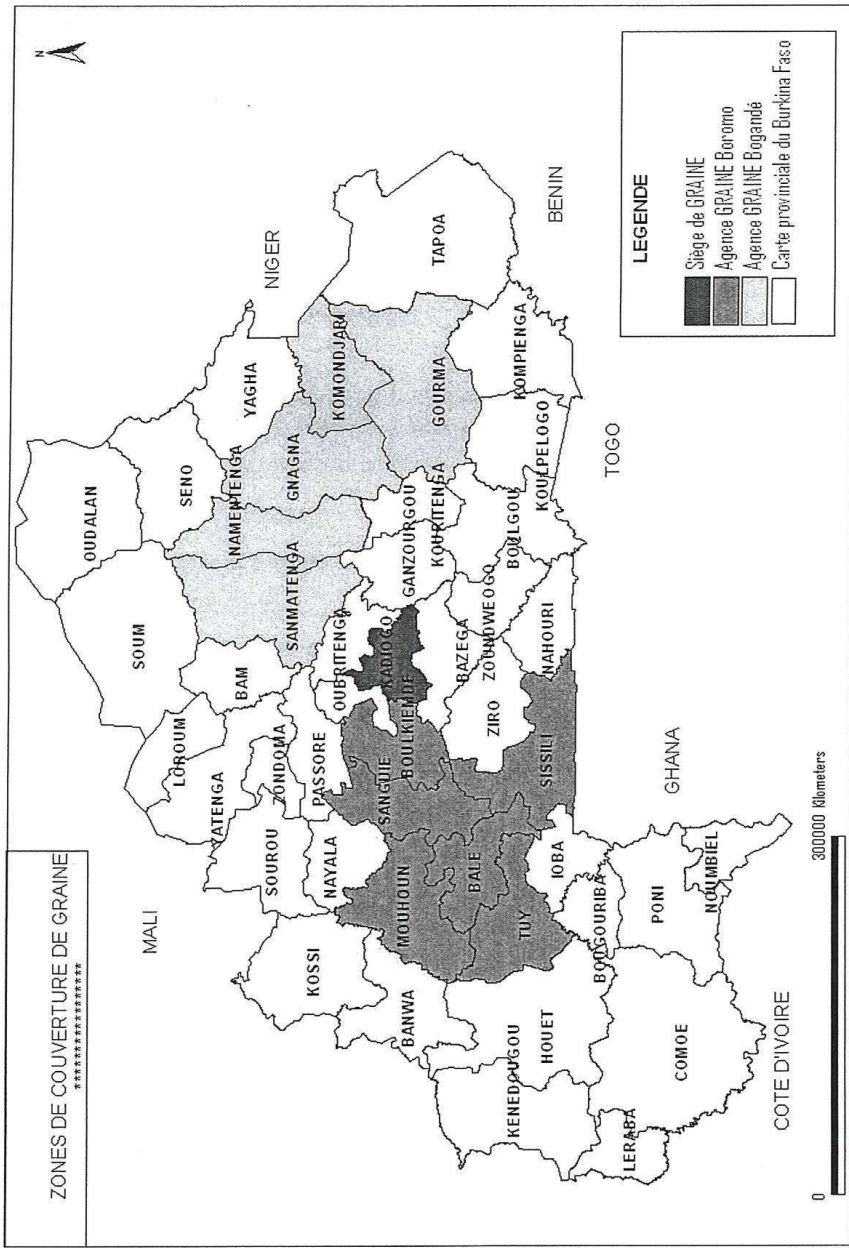 ZONES DE COUVERTURE DE GRAINE
******************
N
MALI
NIGER
BENIN
TOGO
GHANA
COTE D'IVOIRE
OUDALAN
SOUM
SENO
LOROUM
YATENGA
BAM
YAGHA
SOUROU
ZONDOMA
NAMENTENGA
SANMATENGA
GNAGNA
KOMONDJARI
TAPOA
KOSSI
NAYALA
PASSORE
OUBRITENGA
KADIOGO
BOULKIEMDE
SANGUIE
GANZOURGOU
KOURITENGA
GOURMA
KOMPIENGA
BANWA
MOUHOUN
BALE
BAZEGA
ZOUNDWEOGO
BOULGOU
KOULPELOGO
ZIRO
NAHOURI
SISSILI
TUY
IOBA
KENEDOUGOU
HOUET
BOUGOURIBA
PONI
NOUMBIEL
LERABA
COMOE
0 300000 Kilometers
LEGENDE
Siège de GRAINE
Agence GRAINE Boromo
Agence GRAINE Bogandé
Carte provinciale du Burkina Faso